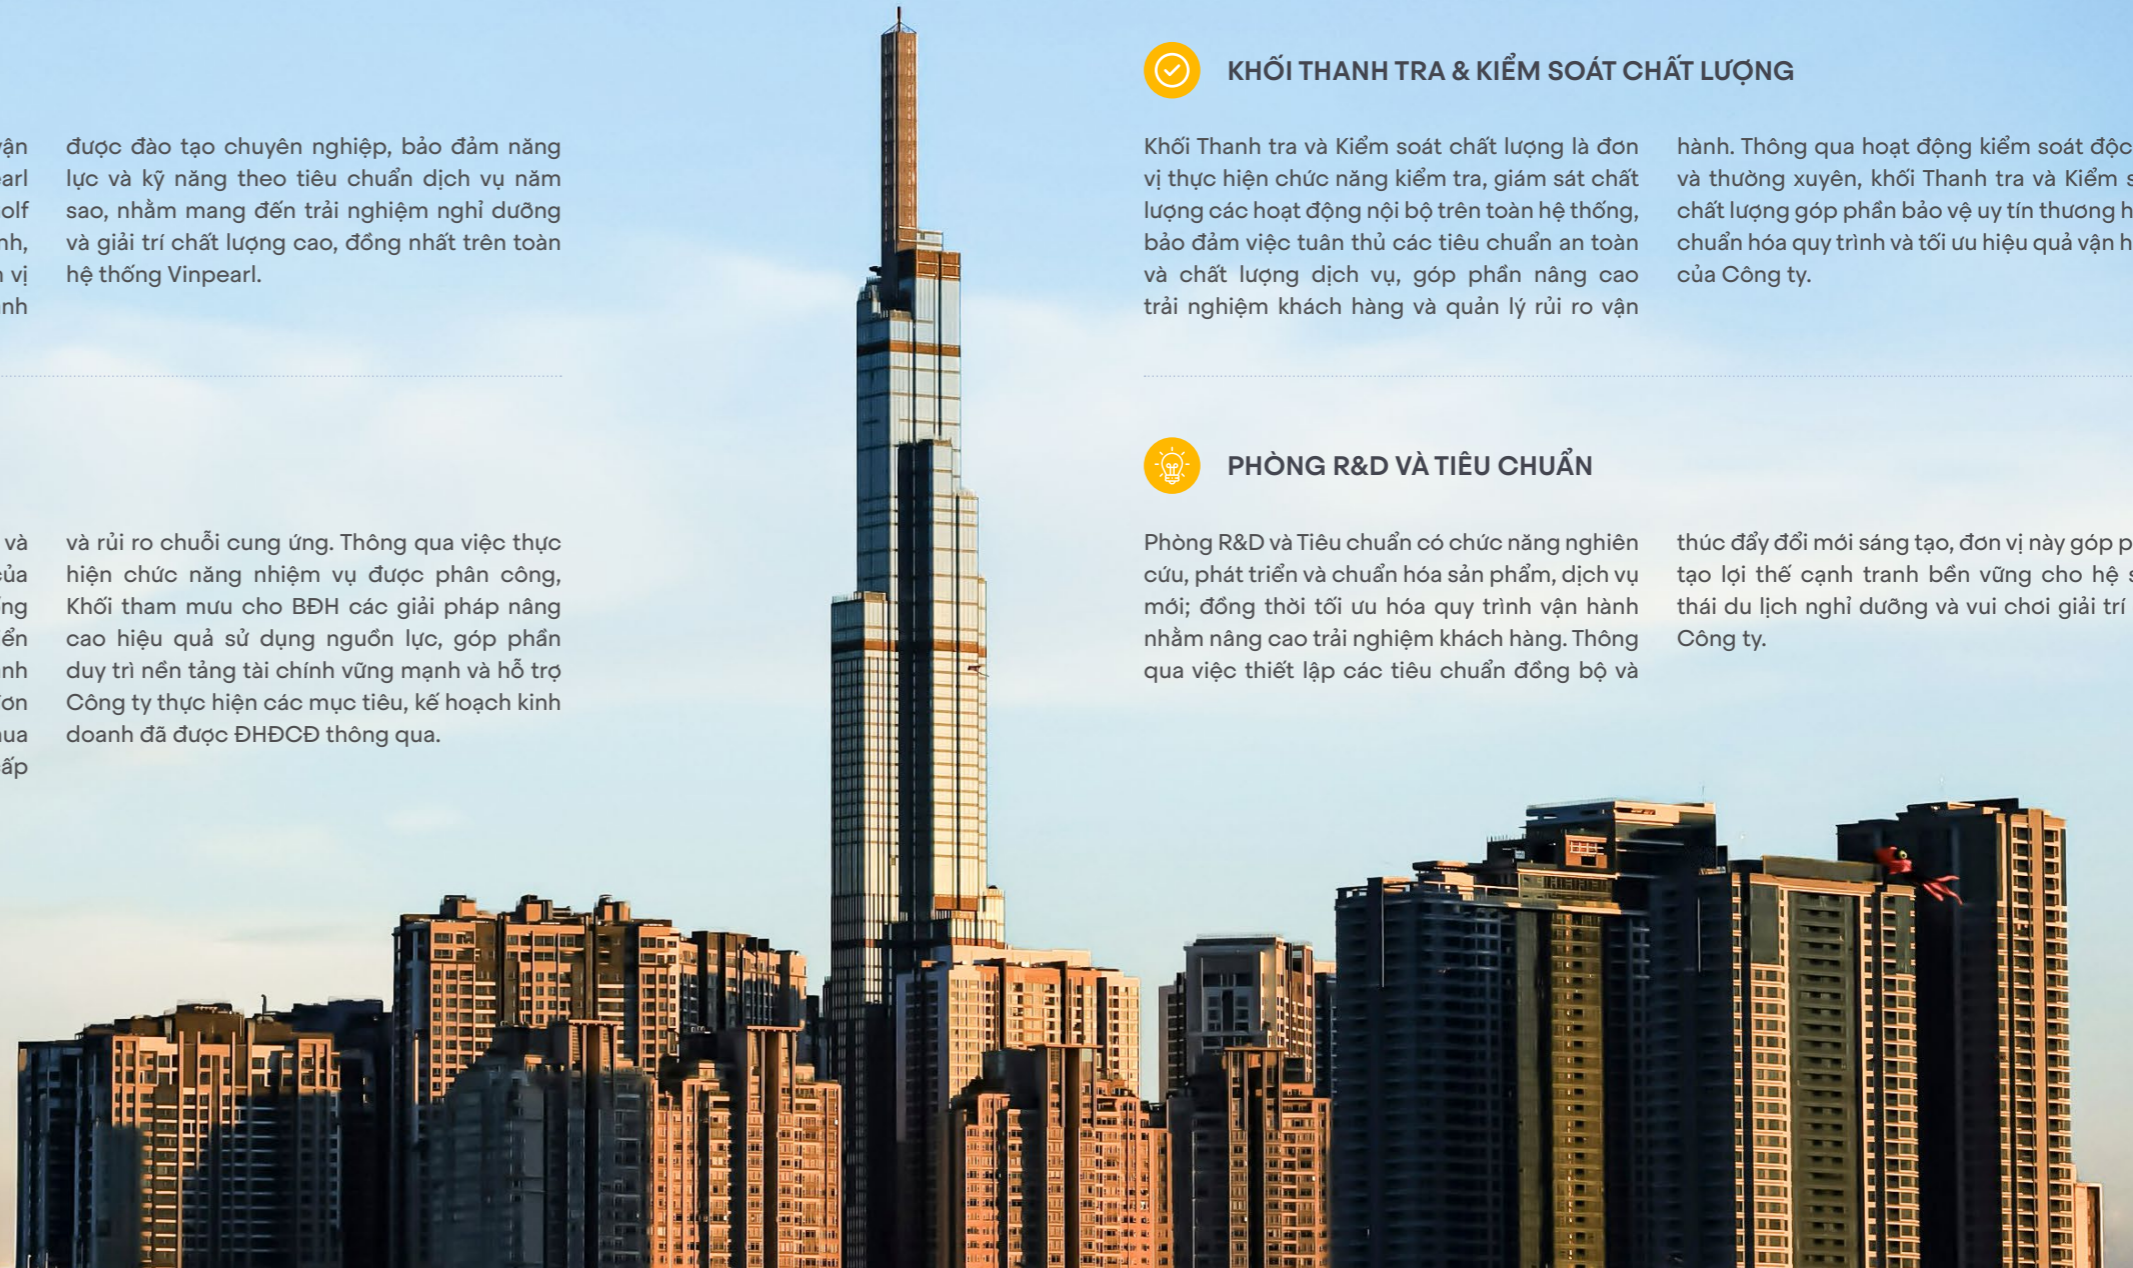 được đào tạo chuyên nghiệp, bảo đảm năng
lực và kỹ năng theo tiêu chuẩn dịch vụ năm
sao, nhằm mang đến trải nghiệm nghỉ dưỡng
và giải trí chất lượng cao, đồng nhất trên toàn
hệ thống Vinpearl.
và
và rủi ro chuỗi cung ứng. Thông qua việc thực
hiện chức năng nhiệm vụ được phân công,
Khối tham mưu cho BĐH các giải pháp nâng
cao hiệu quả sử dụng nguồn lực, góp phần
duy trì nền tảng tài chính vững mạnh và hỗ trợ
Công ty thực hiện các mục tiêu, kế hoạch kinh
doanh đã được ĐHĐCĐ thông qua.
KHỐI THANH TRA & KIỂM SOÁT CHẤT LƯỢNG
Khối Thanh tra và Kiểm soát chất lượng là đơn
vị thực hiện chức năng kiểm tra, giám sát chất
lượng các hoạt động nội bộ trên toàn hệ thống,
bảo đảm việc tuân thủ các tiêu chuẩn an toàn
và chất lượng dịch vụ, góp phần nâng cao
trải nghiệm khách hàng và quản lý rủi ro vận
hành. Thông qua hoạt động kiểm soát độc
và thường xuyên, khối Thanh tra và Kiểm
chất lượng góp phần bảo vệ uy tín thương
chuẩn hóa quy trình và tối ưu hiệu quả vận
của Công ty.
PHÒNG R&D VÀ TIÊU CHUẨN
Phòng R&D và Tiêu chuẩn có chức năng nghiên
cứu, phát triển và chuẩn hóa sản phẩm, dịch vụ
mới; đồng thời tối ưu hóa quy trình vận hành
nhằm nâng cao trải nghiệm khách hàng. Thông
qua việc thiết lập các tiêu chuẩn đồng bộ và
thúc đẩy đổi mới sáng tạo, đơn vị này góp
tạo lợi thế cạnh tranh bền vững cho hệ
thái du lịch nghỉ dưỡng và vui chơi giải trí
Công ty.